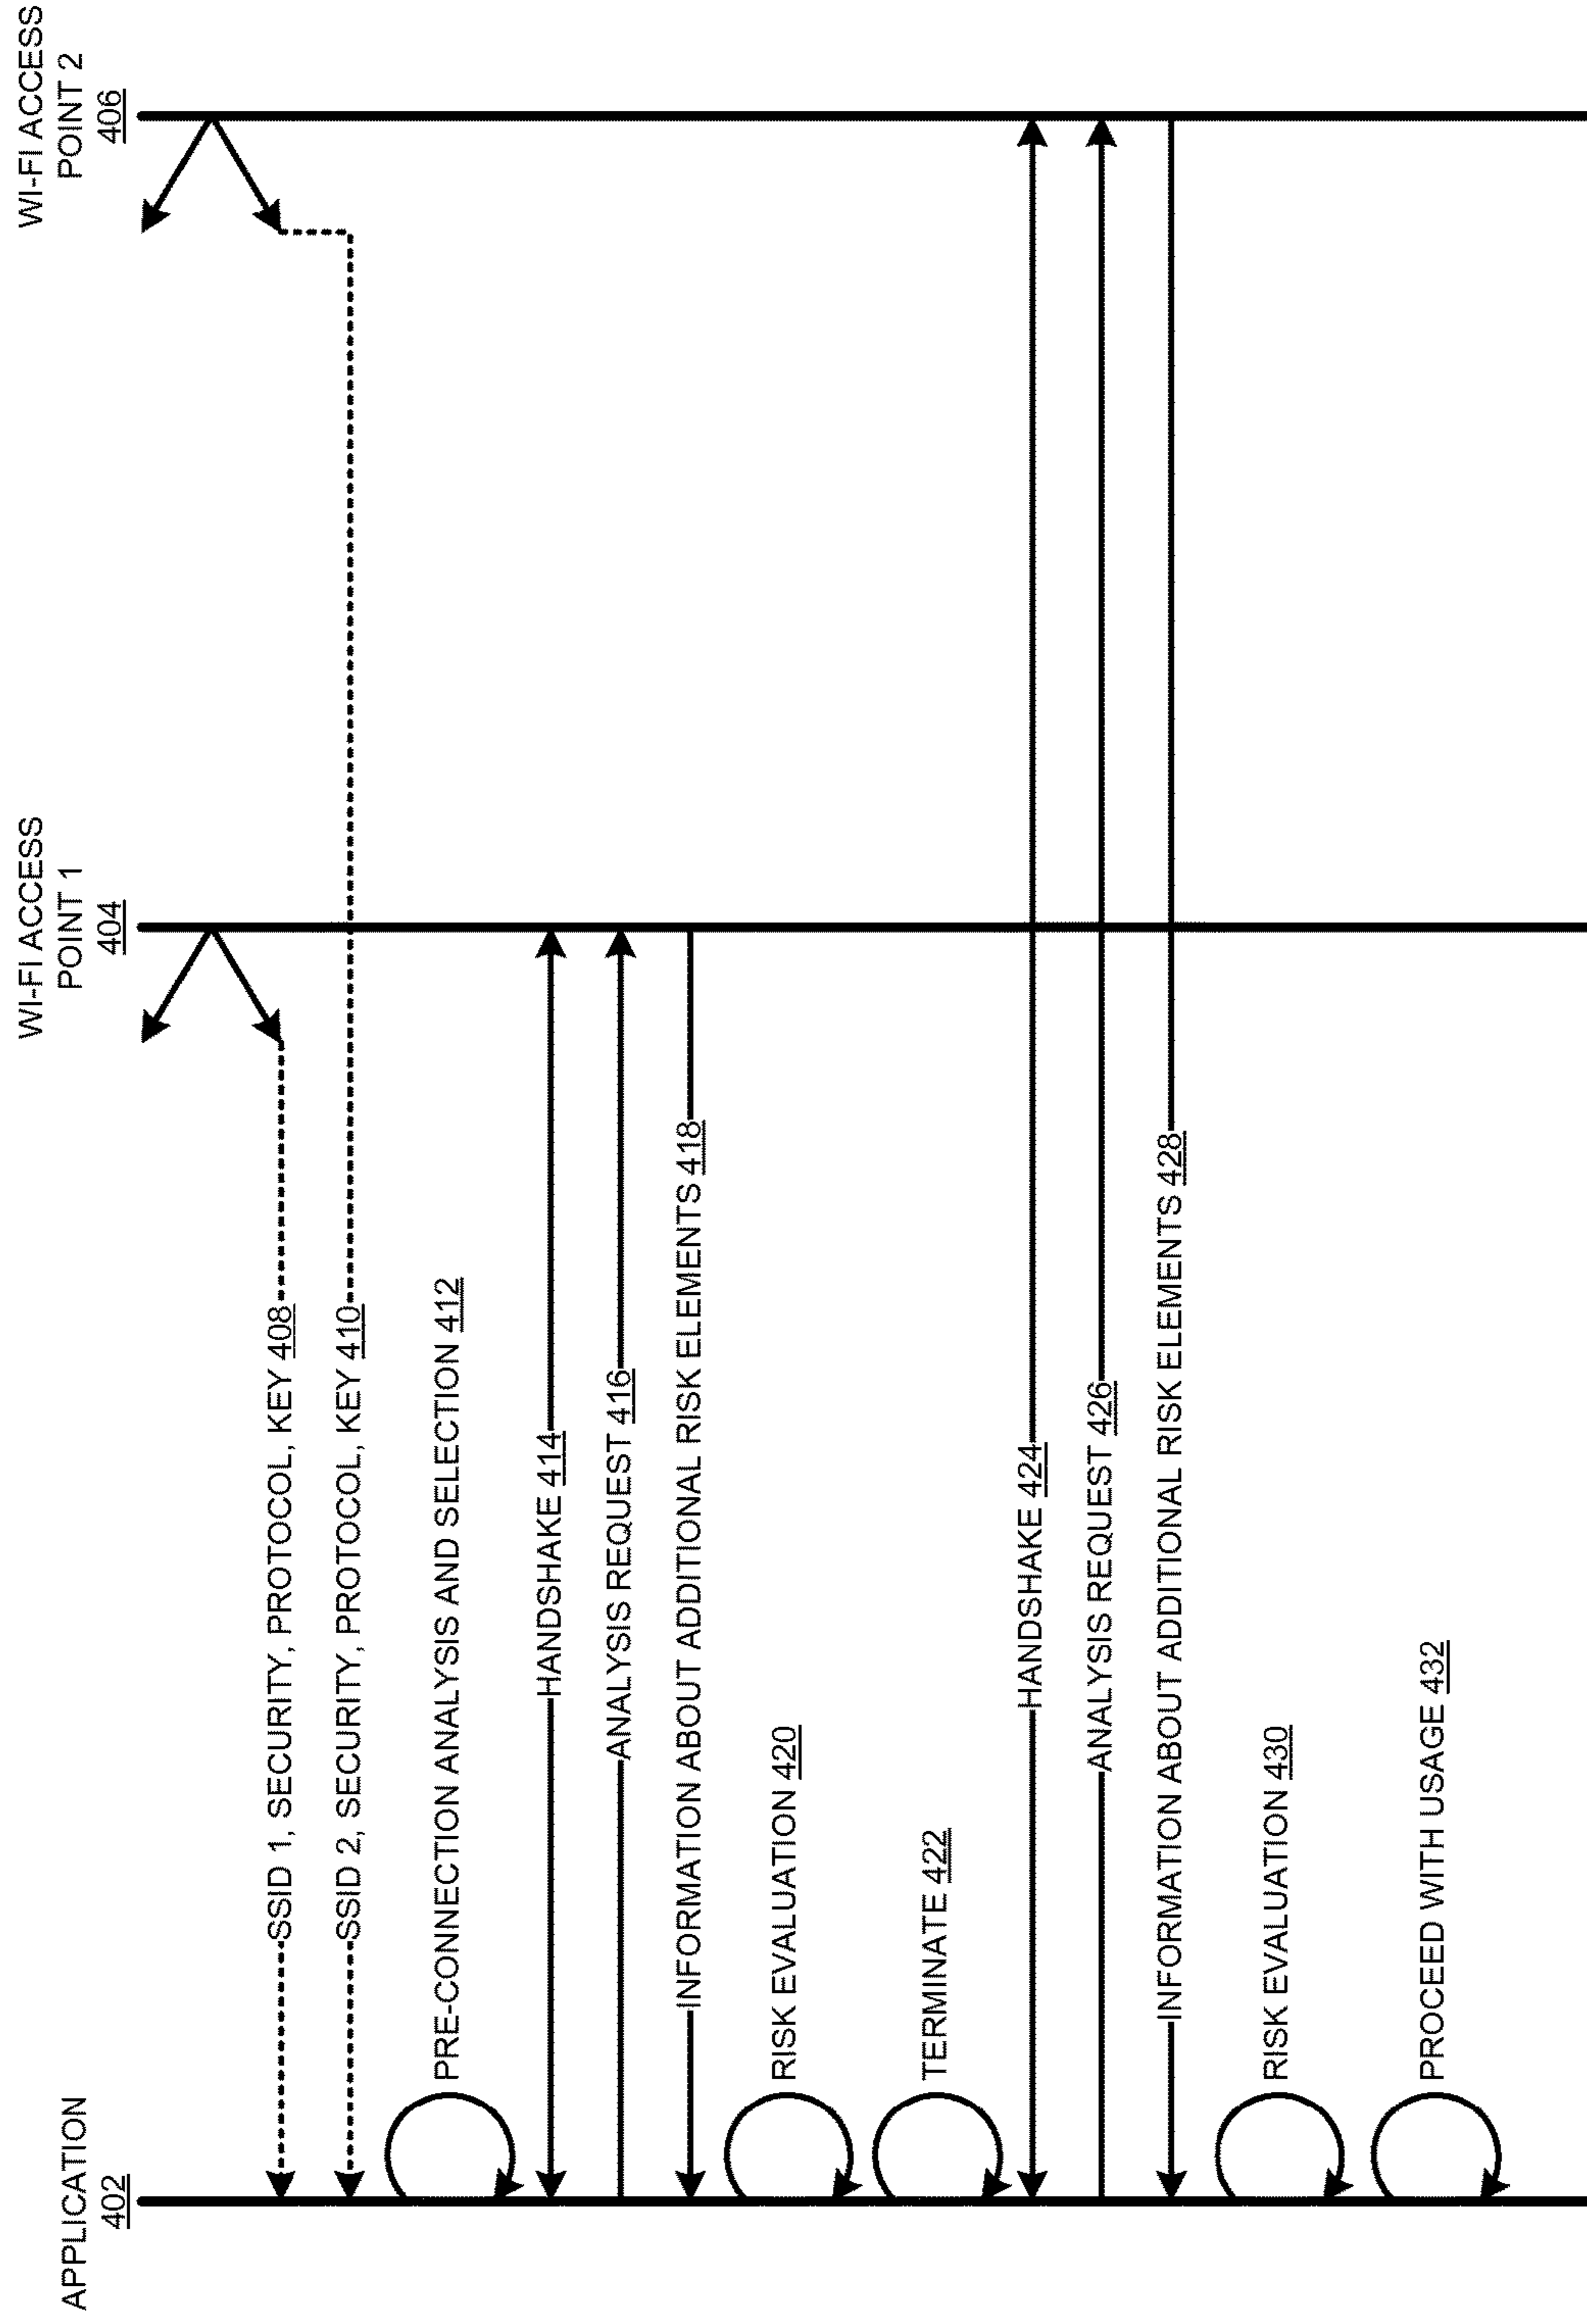 APPLICATION
402
WI-FI ACCESS
POINT 1
404
WI-FI ACCESS
POINT 2
406
SSID 1, SECURITY, PROTOCOL, KEY 408
SSID 2, SECURITY, PROTOCOL, KEY 410
PRE-CONNECTION ANALYSIS AND SELECTION 412
HANDSHAKE 414
ANALYSIS REQUEST 416
INFORMATION ABOUT ADDITIONAL RISK ELEMENTS 418
RISK EVALUATION 420
TERMINATE 422
HANDSHAKE 424
ANALYSIS REQUEST 426
INFORMATION ABOUT ADDITIONAL RISK ELEMENTS 428
RISK EVALUATION 430
PROCEED WITH USAGE 432